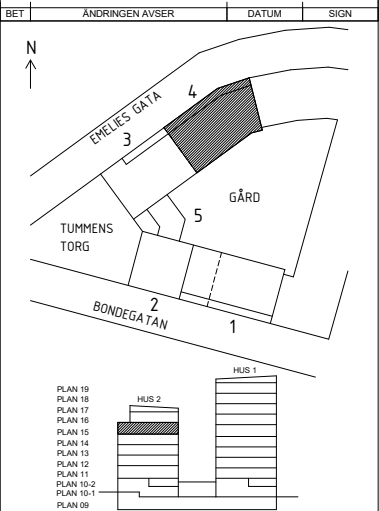 BET ÄNDRINGEN AVSER DATUM SIGN
N
EMELIES GATA
4
3
5
GÅRD
TUMMENS
TORG
2
1
BONDEGATAN
HUS 1
HUS 2
PLAN 19
PLAN 18
PLAN 17
PLAN 16
PLAN 15
PLAN 14
PLAN 13
PLAN 12
PLAN 11
PLAN 10-2
PLAN 10-1
PLAN 09